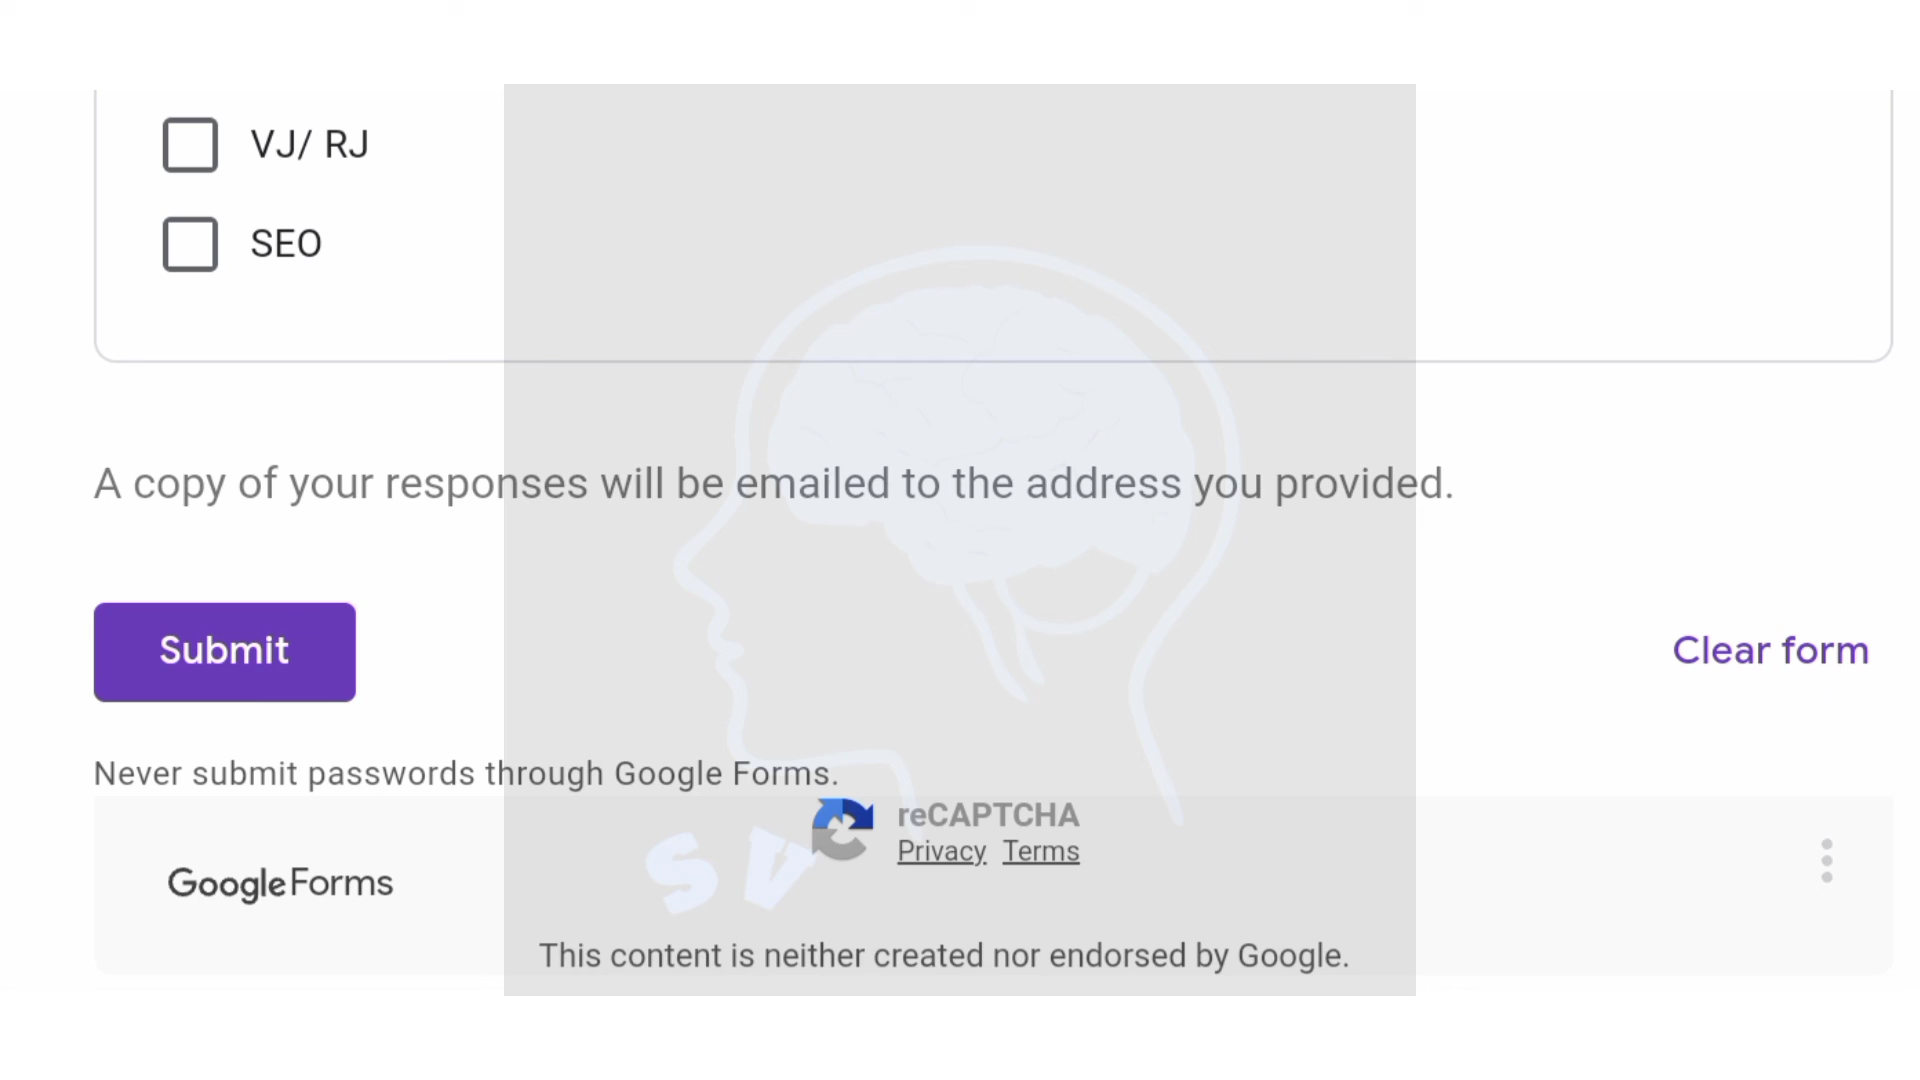 VJ/ RJ
SEO
A copy of your responses will be emailed to the address you provided.
Submit
Clear form
Never submit passwords through Google Forms.
reCAPTCHA
Privacy Terms
S V
Google Forms
This content is neither created nor endorsed by Google.